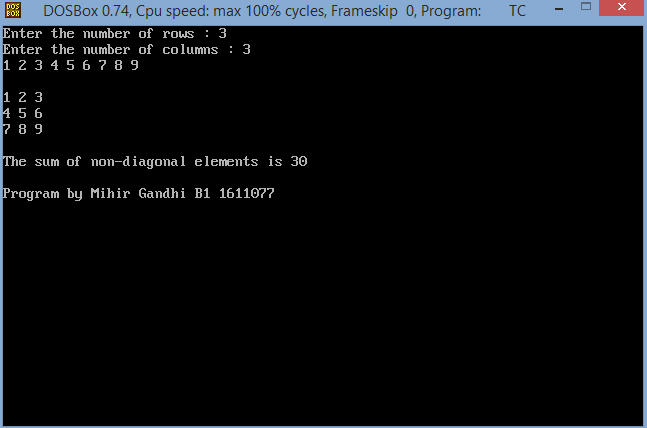 DOS BOX
DOSBox 0.74, Cpu speed: max 100% cycles, Frameskip 0, Program: TC
Enter the number of rows : 3
Enter the number of columns : 3
1 2 3 4 5 6 7 8 9
1 2 3
4 5 6
7 8 9
The sum of non-diagonal elements is 30
Program by Mihir Gandhi B1 1611077